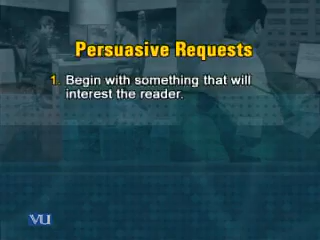 Persuasive Requests
1. Begin with something that will
interest the reader.
VU